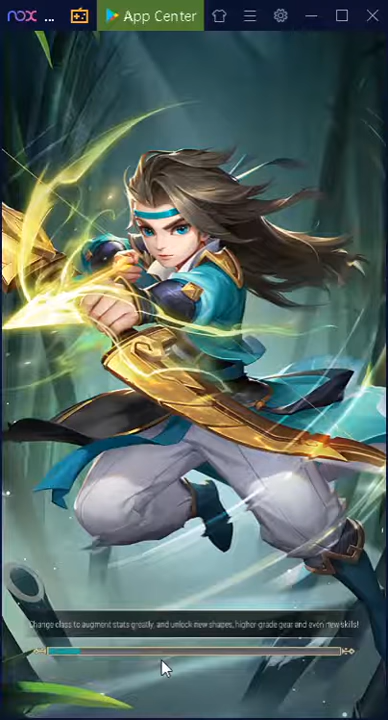 nox ...
App Center
Change class to augment stats greatly, and unlock new shapes, higher-grade gear and even new skills!